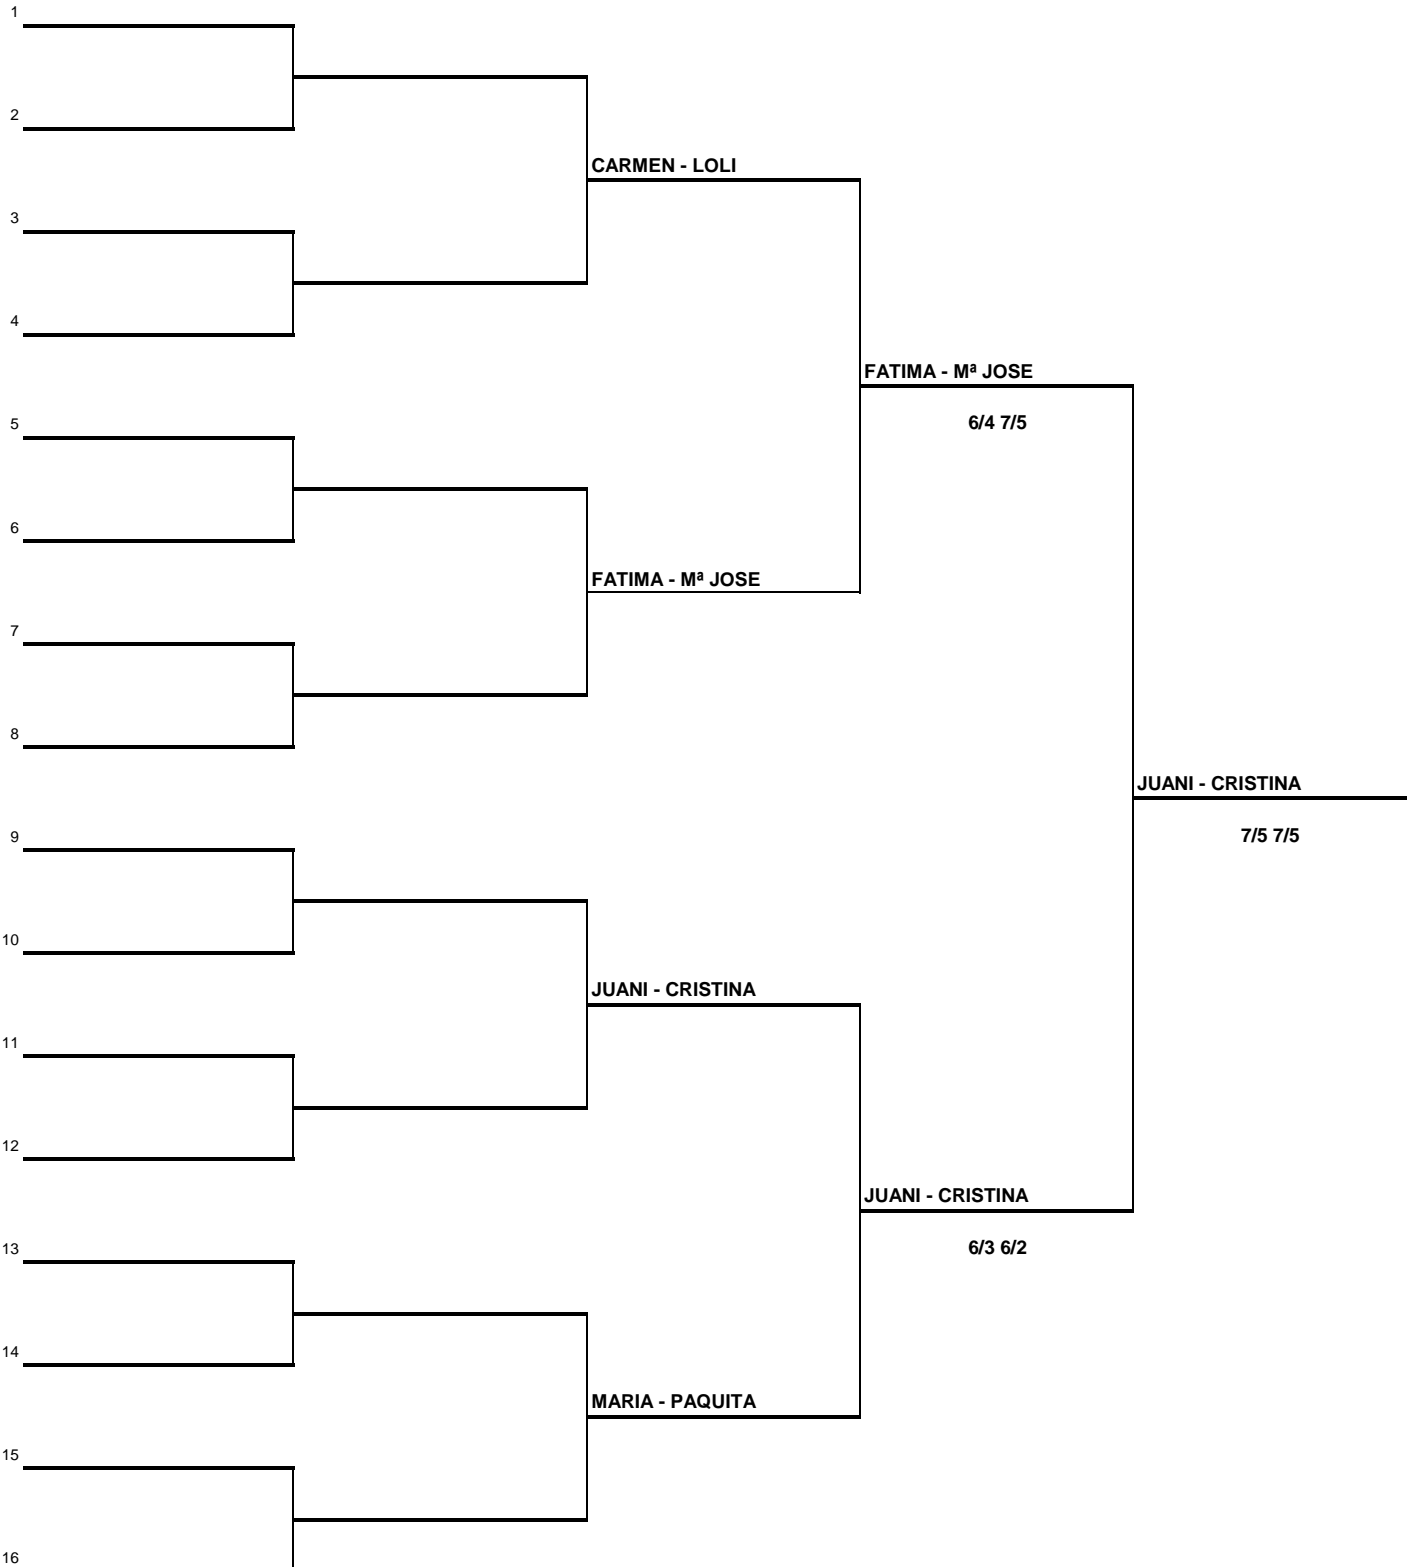 1
2
CARMEN - LOLI
3
4
FATIMA - Mª JOSE
5
6/4 7/5
6
FATIMA - Mª JOSE
7
8
JUANI - CRISTINA
9
7/5 7/5
10
JUANI - CRISTINA
11
12
JUANI - CRISTINA
13
6/3 6/2
14
MARIA - PAQUITA
15
16